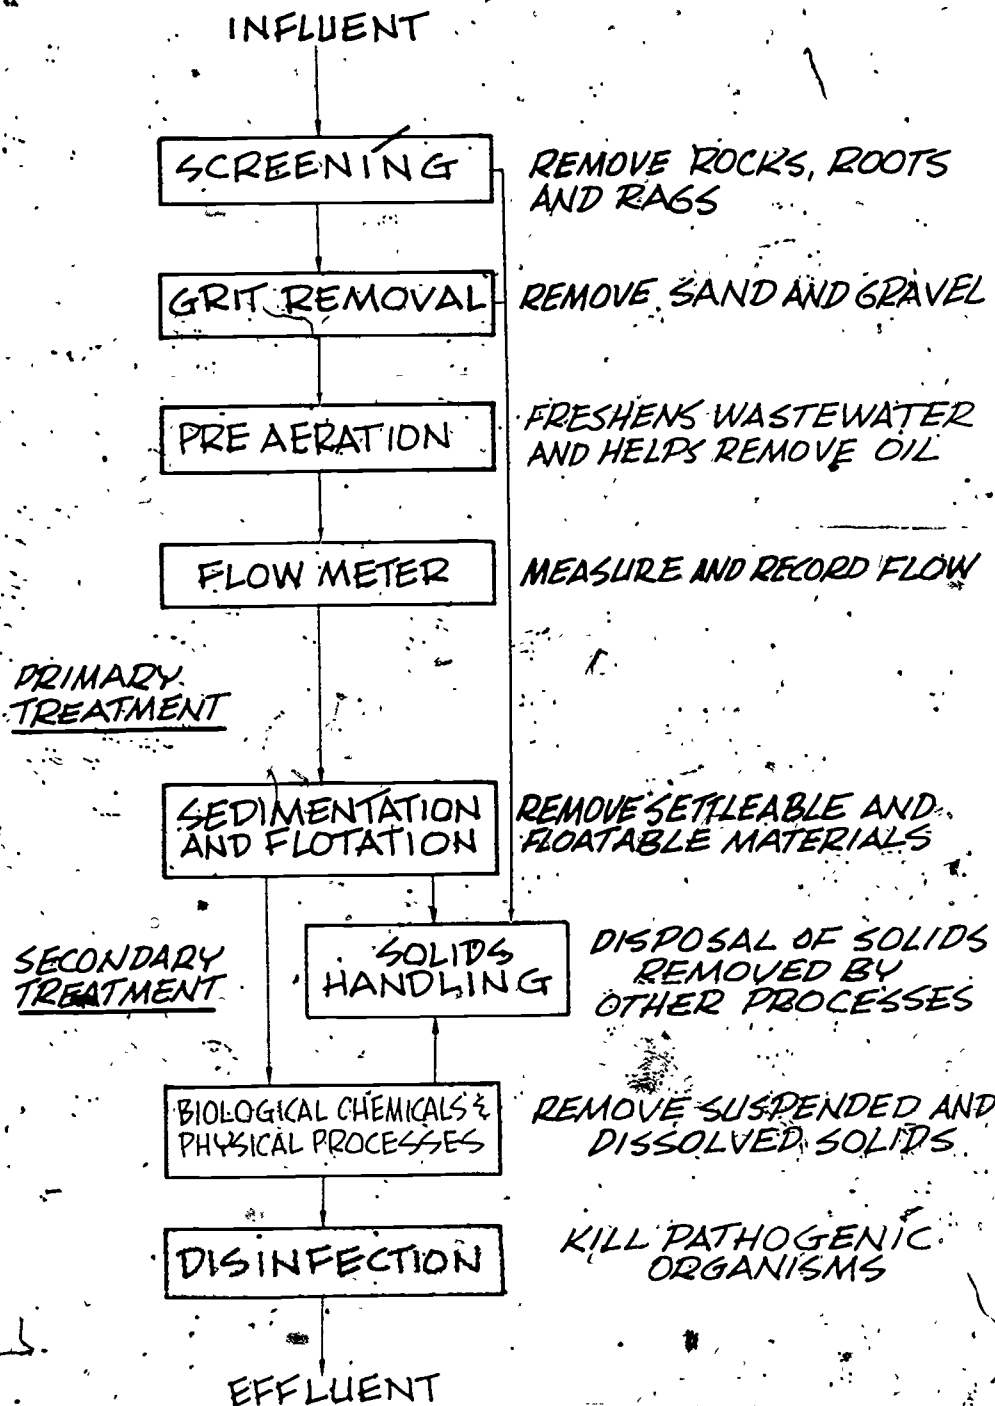 INFLUENT
SCREENING
REMOVE ROCKS, ROOTS
AND RAGS
GRIT REMOVAL
REMOVE SAND AND GRAVEL
PRE AERATION
FRESHENS WASTEWATER
AND HELPS REMOVE OIL
FLOW METER
MEASURE AND RECORD FLOW
PRIMARY
TREATMENT
SEDIMENTATION
AND FLOTATION
REMOVE SETTLEABLE AND
FLOATABLE MATERIALS
SECONDARY
TREATMENT
SOLIDS
HANDLING
DISPOSAL OF SOLIDS
REMOVED BY
OTHER PROCESSES
BIOLOGICAL CHEMICALS &
PHYSICAL PROCESSES
REMOVE SUSPENDED AND
DISSOLVED SOLIDS
DISINFECTION
KILL PATHOGENIC
ORGANISMS
EFFLUENT